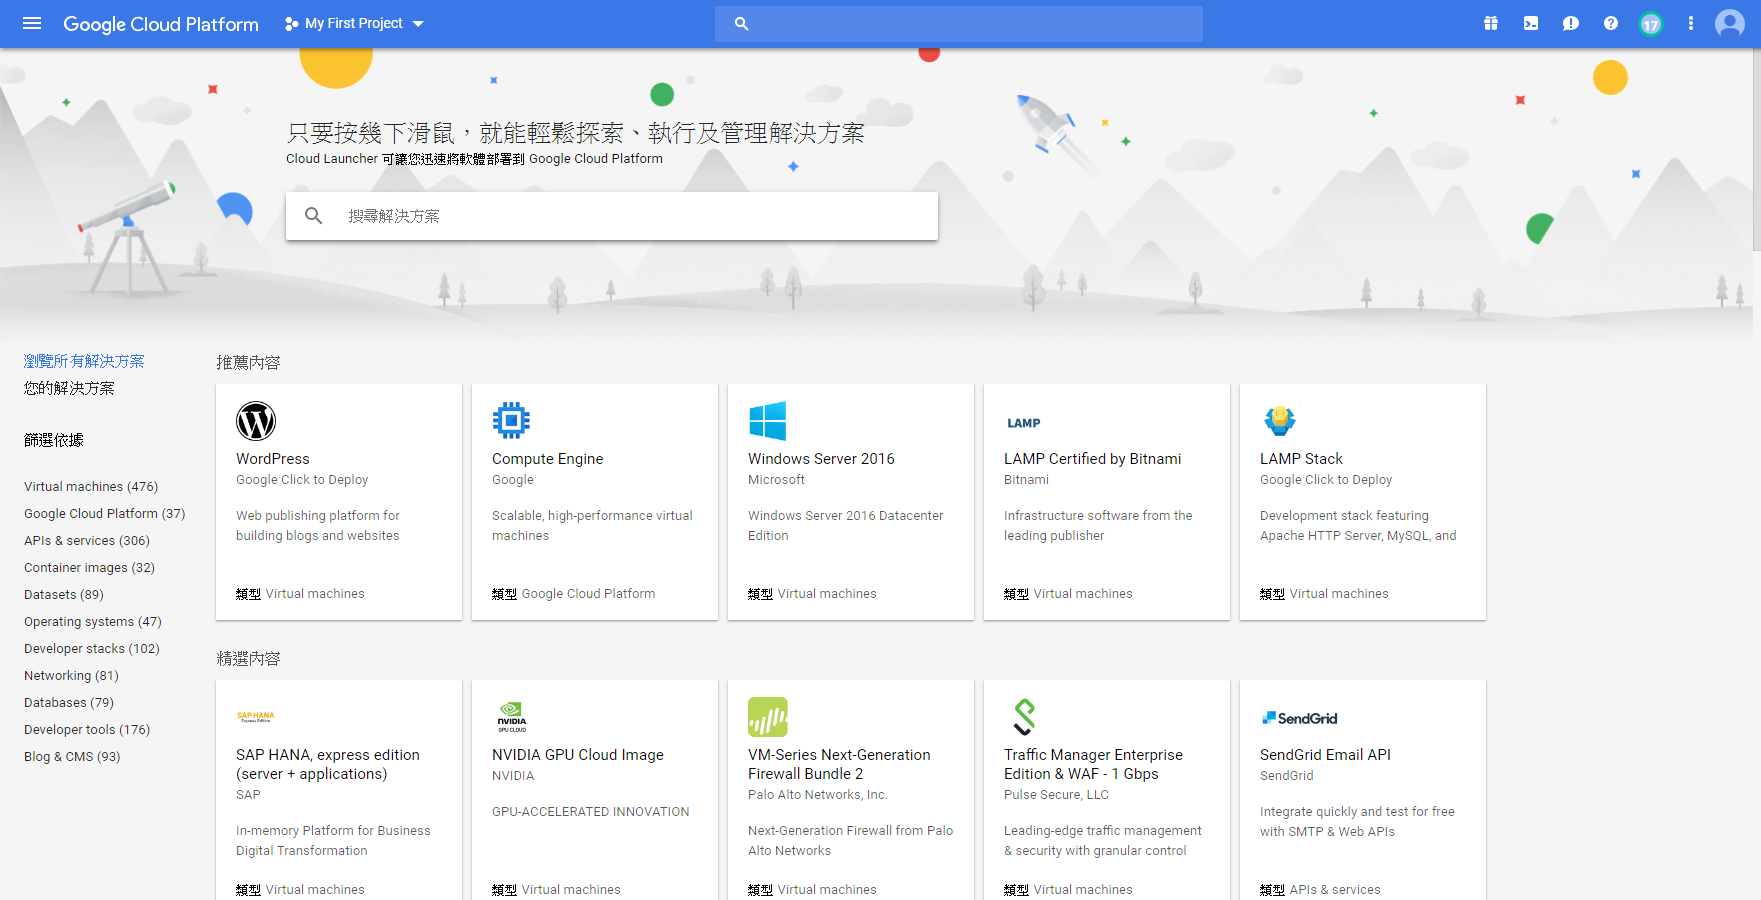 Google Cloud Platform
My First Project
17
只要按幾下滑鼠，就能輕鬆探索、執行及管理解決方案
Cloud Launcher 可讓您迅速將軟體部署到 Google Cloud Platform
搜尋解決方案
瀏覽所有解決方案
您的解決方案
篩選依據
Virtual machines (476)
Google Cloud Platform (37)
APIs & services (306)
Container images (32)
Datasets (89)
Operating systems (47)
Developer stacks (102)
Networking (81)
Databases (79)
Developer tools (176)
Blog & CMS (93)
推薦內容
WordPress
Google Click to Deploy
Web publishing platform for
building blogs and websites
類型 Virtual machines
Compute Engine
Google
Scalable, high-performance virtual
machines
類型 Google Cloud Platform
Windows Server 2016
Microsoft
Windows Server 2016 Datacenter
Edition
類型 Virtual machines
LAMP
LAMP Certified by Bitnami
Bitnami
Infrastructure software from the
leading publisher
類型 Virtual machines
LAMP Stack
Google Click to Deploy
Development stack featuring
Apache HTTP Server, MySQL, and
類型 Virtual machines
精選內容
SAP HANA
Express Edition
SAP HANA, express edition
(server + applications)
SAP
In-memory Platform for Business
Digital Transformation
類型 Virtual machines
NVIDIA
GPU CLOUD
NVIDIA GPU Cloud Image
NVIDIA
GPU-ACCELERATED INNOVATION
類型 Virtual machines
VM-Series Next-Generation
Firewall Bundle 2
Palo Alto Networks, Inc.
Next-Generation Firewall from Palo
Alto Networks
類型 Virtual machines
Traffic Manager Enterprise
Edition & WAF - 1 Gbps
Pulse Secure, LLC
Leading-edge traffic management
& security with granular control
類型 Virtual machines
SendGrid
SendGrid Email API
SendGrid
Integrate quickly and test for free
with SMTP & Web APIs
類型 APIs & services